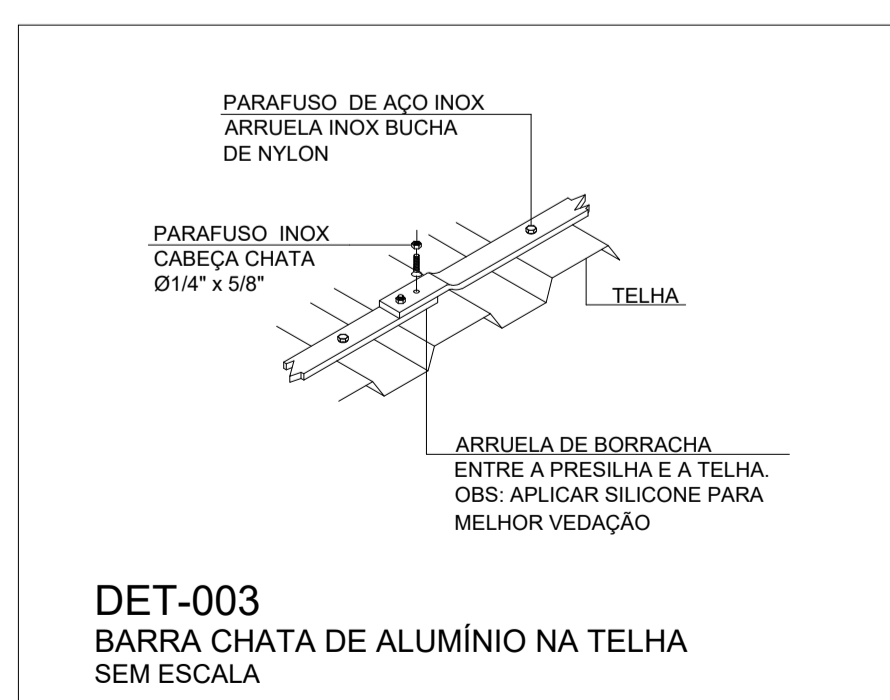 PARAFUSO DE AÇO INOX
ARRUELA INOX BUCHA
DE NYLON
PARAFUSO INOX
CABEÇA CHATA
Ø1/4" x 5/8"
TELHA
ARRUELA DE BORRACHA
ENTRE A PRESILHA E A TELHA.
OBS: APLICAR SILICONE PARA
MELHOR VEDAÇÃO
DET-003
BARRA CHATA DE ALUMÍNIO NA TELHA
SEM ESCALA